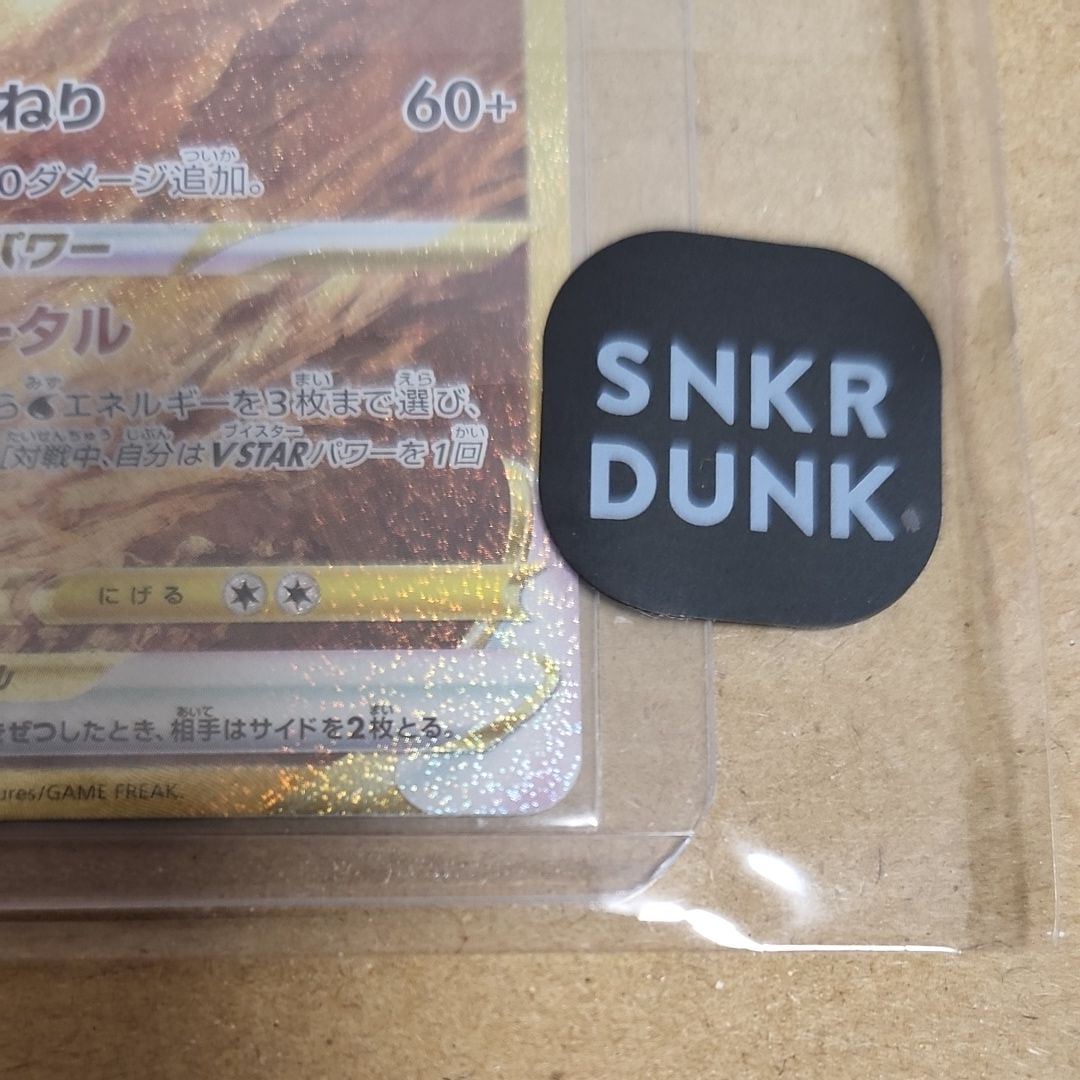 ねり 60+
ついか
0ダメージ追加。
パワー
ータル
みず まい えら
ら エネルギーを3枚まで選び、
たいせんちゅう じぶん ブイスター かい
[対戦中、自分はVSTARパワーを1回
にげる
ル
あいて まい
きぜつしたとき、相手はサイドを2枚とる。
ures/GAME FREAK.
SNKR
DUNK.